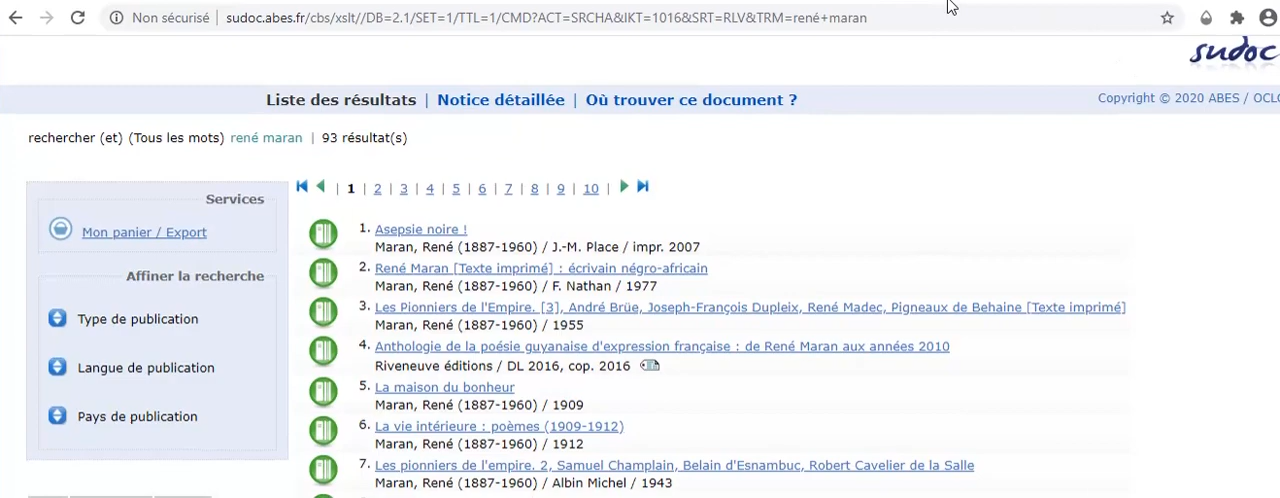 Non sécurisé | sudoc.abes.fr/cbs/xslt//DB=2.1/SET=1/TTL=1/CMD?ACT=SRCHA&IKT=1016&SRT=RLV&TRM=rené+maran
sudoc
Liste des résultats | Notice détaillée | Où trouver ce document ?
Copyright © 2020 ABES / OCLC
rechercher (et) (Tous les mots) rené maran | 93 résultat(s)
| 1 | 2 | 3 | 4 | 5 | 6 | 7 | 8 | 9 | 10 |
Services
Mon panier / Export
Affiner la recherche
Type de publication
Langue de publication
Pays de publication
1. Asepsie noire !
Maran, René (1887-1960) / J.-M. Place / impr. 2007
2. René Maran [Texte imprimé] : écrivain négro-africain
Maran, René (1887-1960) / F. Nathan / 1977
3. Les Pionniers de l'Empire. [3], André Brüe, Joseph-François Dupleix, René Madec, Pigneaux de Behaine [Texte imprimé]
Maran, René (1887-1960) / 1955
4. Anthologie de la poésie guyanaise d'expression française : de René Maran aux années 2010
Riveneuve éditions / DL 2016, cop. 2016
5. La maison du bonheur
Maran, René (1887-1960) / 1909
6. La vie intérieure : poèmes (1909-1912)
Maran, René (1887-1960) / 1912
7. Les pionniers de l'empire. 2, Samuel Champlain, Belain d'Esnambuc, Robert Cavelier de la Salle
Maran, René (1887-1960) / Albin Michel / 1943